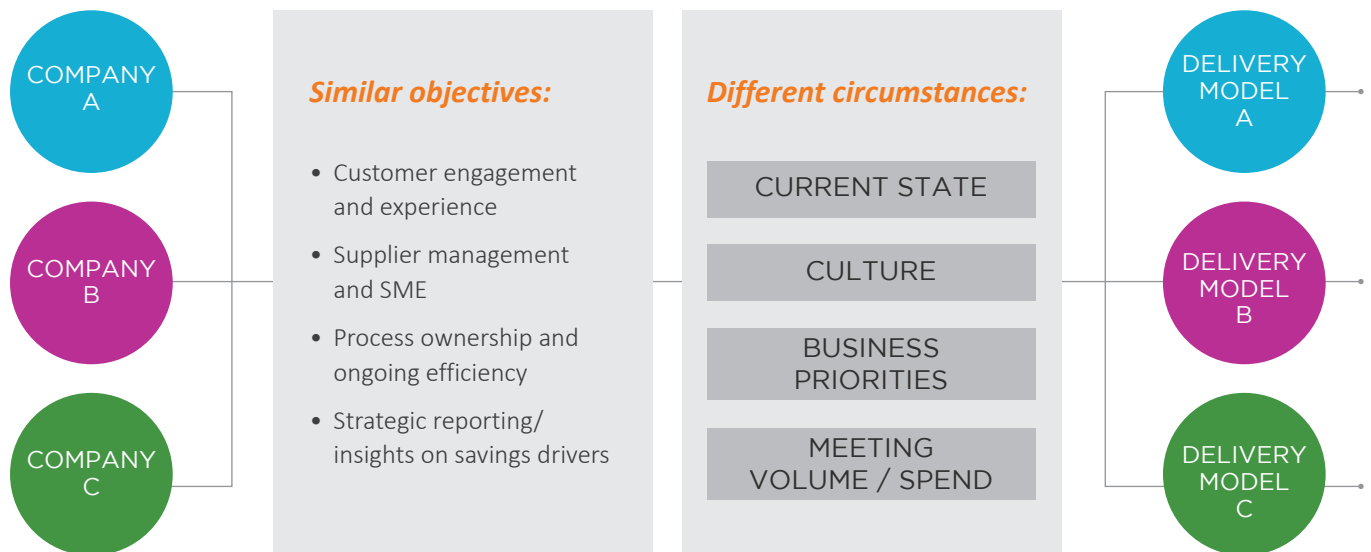 COMPANY
A
COMPANY
B
COMPANY
C
Similar objectives:
• Customer engagement
and experience
• Supplier management
and SME
• Process ownership and
ongoing efficiency
• Strategic reporting/
insights on savings drivers
Different circumstances:
CURRENT STATE
CULTURE
BUSINESS
PRIORITIES
MEETING
VOLUME / SPEND
DELIVERY
MODEL
A
DELIVERY
MODEL
B
DELIVERY
MODEL
C